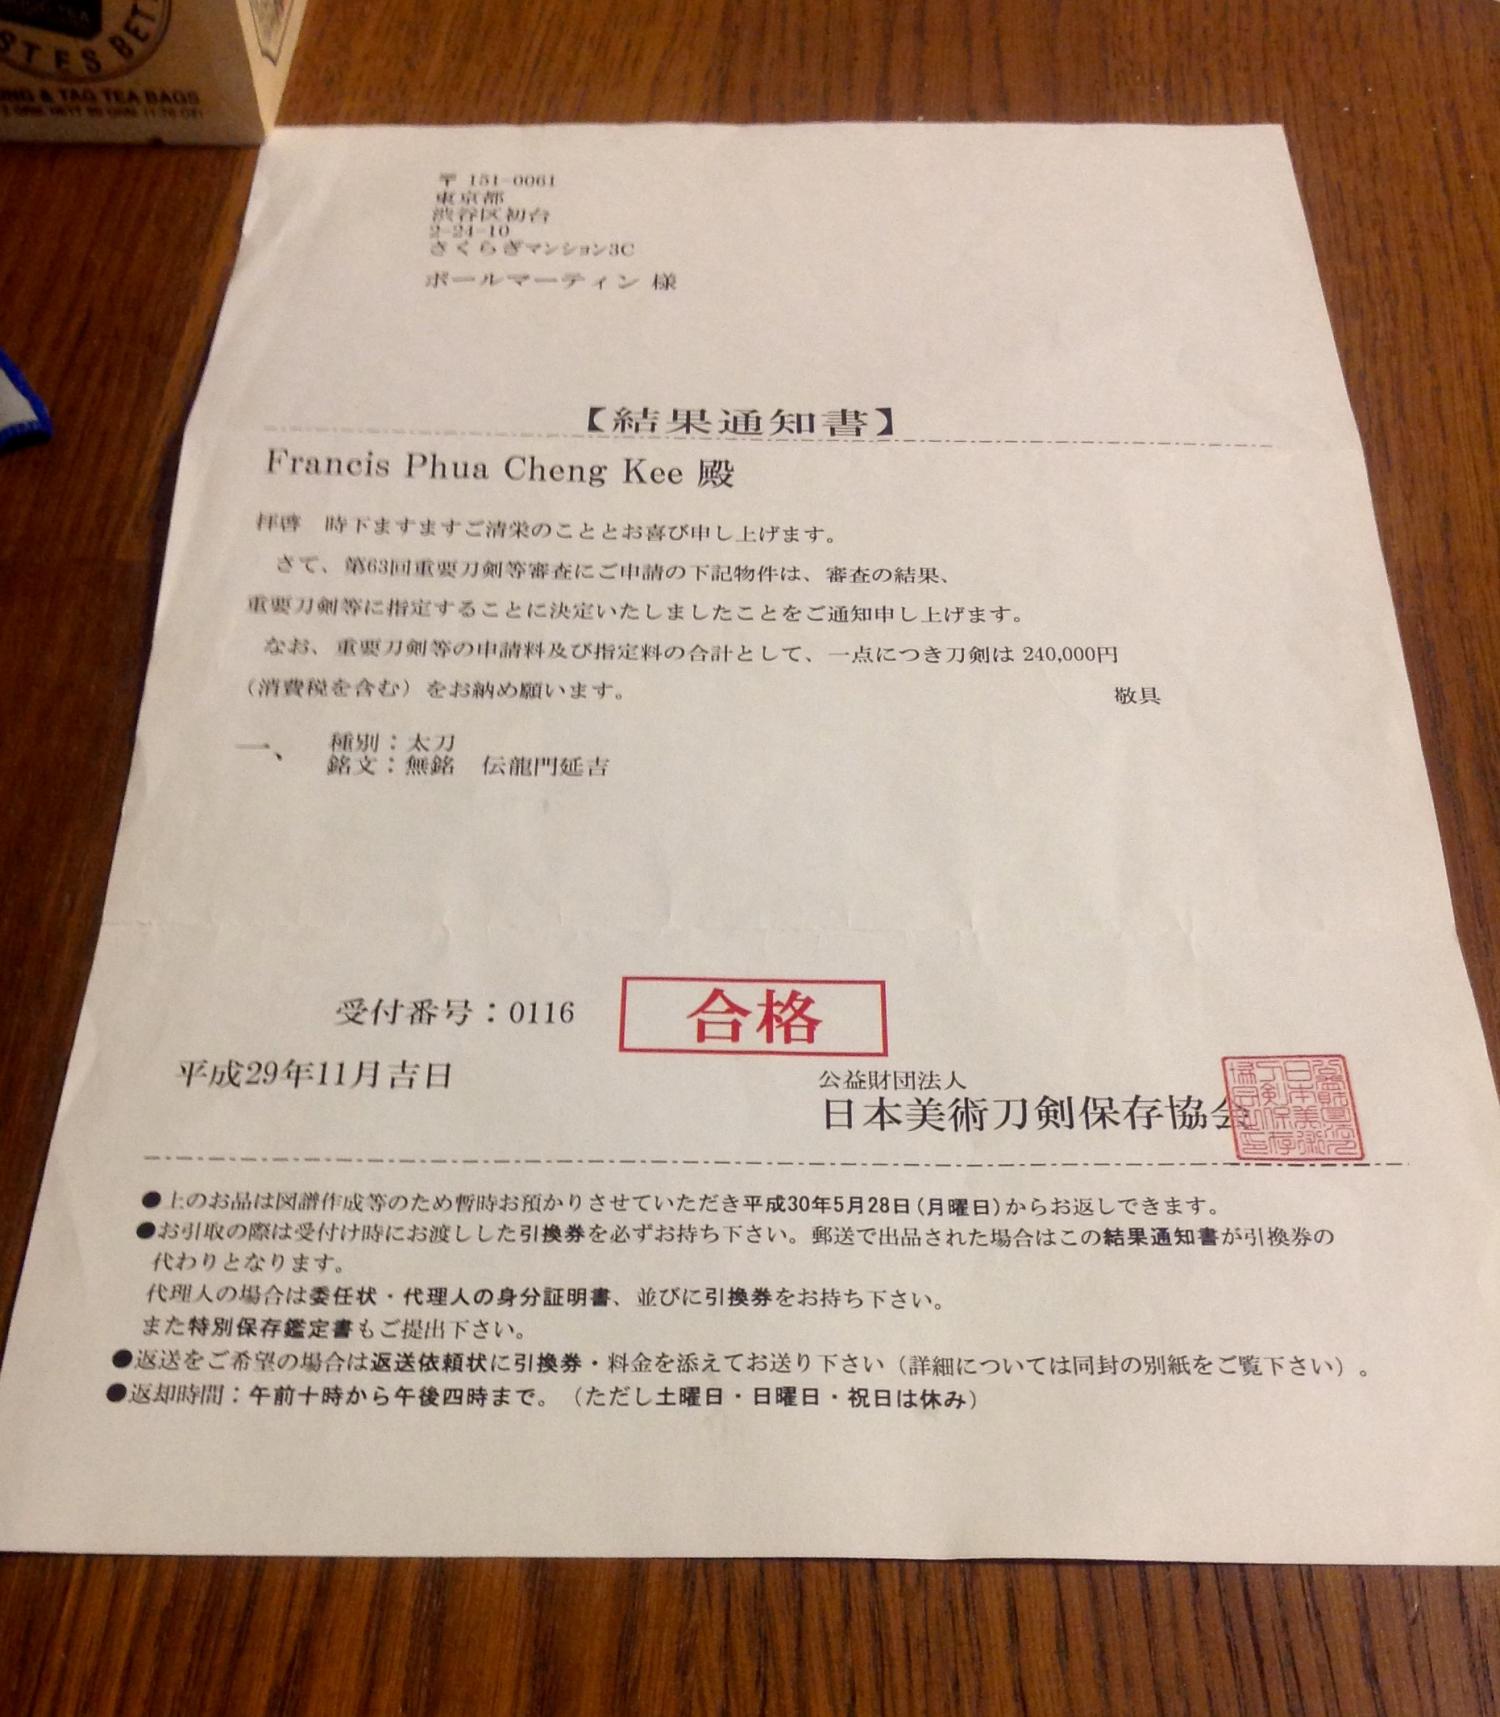 STES BET
& TAG TEA BAGS
〒 151-0061
東京都
渋谷区初台
2-24-10
さくらぎマンション3C
ポールマーティン 様
【結果通知書】
Francis Phua Cheng Kee 殿
拝啓　時下ますますご清栄のこととお喜び申し上げます。
さて、第63回重要刀剣等審査にご申請の下記物件は、審査の結果、
重要刀剣等に指定することに決定いたしましたことをご通知申し上げます。
なお、重要刀剣等の申請料及び指定料の合計として、一点につき刀剣は 240,000円
（消費税を含む）をお納め願います。
敬具
一、　種別：太刀
銘文：無銘　伝龍門延吉
受付番号：0116
合格
平成29年11月吉日
公益財団法人
日本美術刀剣保存協会
●上のお品は図譜作成等のため暫時お預かりさせていただき平成30年5月28日(月曜日)からお返しできます。
●お引取の際は受付け時にお渡しした引換券を必ずお持ち下さい。郵送で出品された場合はこの結果通知書が引換券の
代わりとなります。
代理人の場合は委任状・代理人の身分証明書、並びに引換券をお持ち下さい。
また特別保存鑑定書もご提出下さい。
●返送をご希望の場合は返送依頼状に引換券・料金を添えてお送り下さい（詳細については同封の別紙をご覧下さい）。
●返却時間：午前十時から午後四時まで。（ただし土曜日・日曜日・祝日は休み）